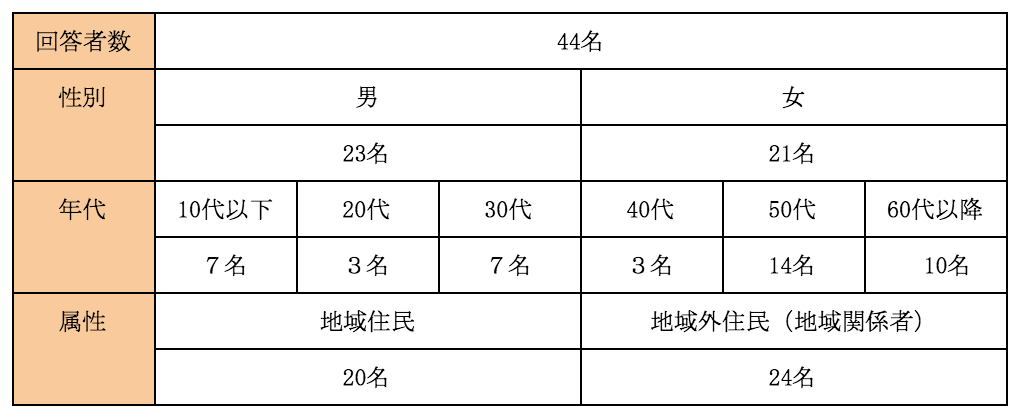 回答者数 44名
性別 男 女
23名 21名
年代 10代以下 20代 30代 40代 50代 60代以降
７名 ３名 ７名 ３名 14名 10名
属性 地域住民 地域外住民（地域関係者）
20名 24名